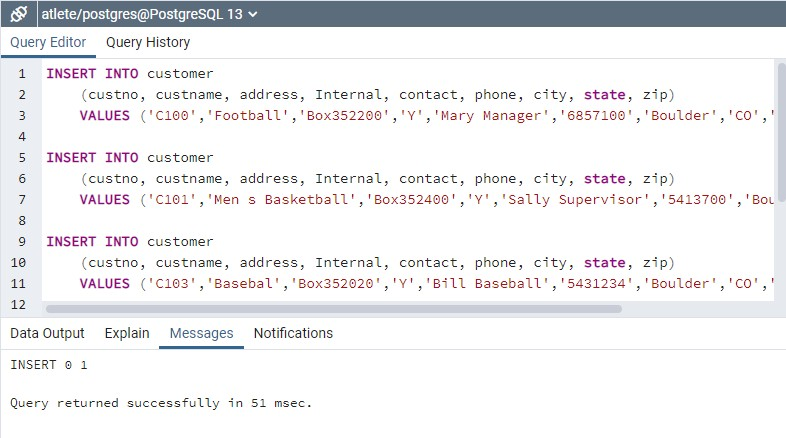 atlete/postgres@PostgreSQL 13
Query Editor Query History
1 INSERT INTO customer
2 (custno, custname, address, Internal, contact, phone, city, state, zip)
3 VALUES ('C100','Football','Box352200','Y','Mary Manager','6857100','Boulder','CO','
4
5 INSERT INTO customer
6 (custno, custname, address, Internal, contact, phone, city, state, zip)
7 VALUES ('C101','Men s Basketball','Box352400','Y','Sally Supervisor','5413700','Bou
8
9 INSERT INTO customer
10 (custno, custname, address, Internal, contact, phone, city, state, zip)
11 VALUES ('C103','Basebal','Box352020','Y','Bill Baseball','5431234','Boulder','CO','
12
Data Output Explain Messages Notifications
INSERT 0 1
Query returned successfully in 51 msec.